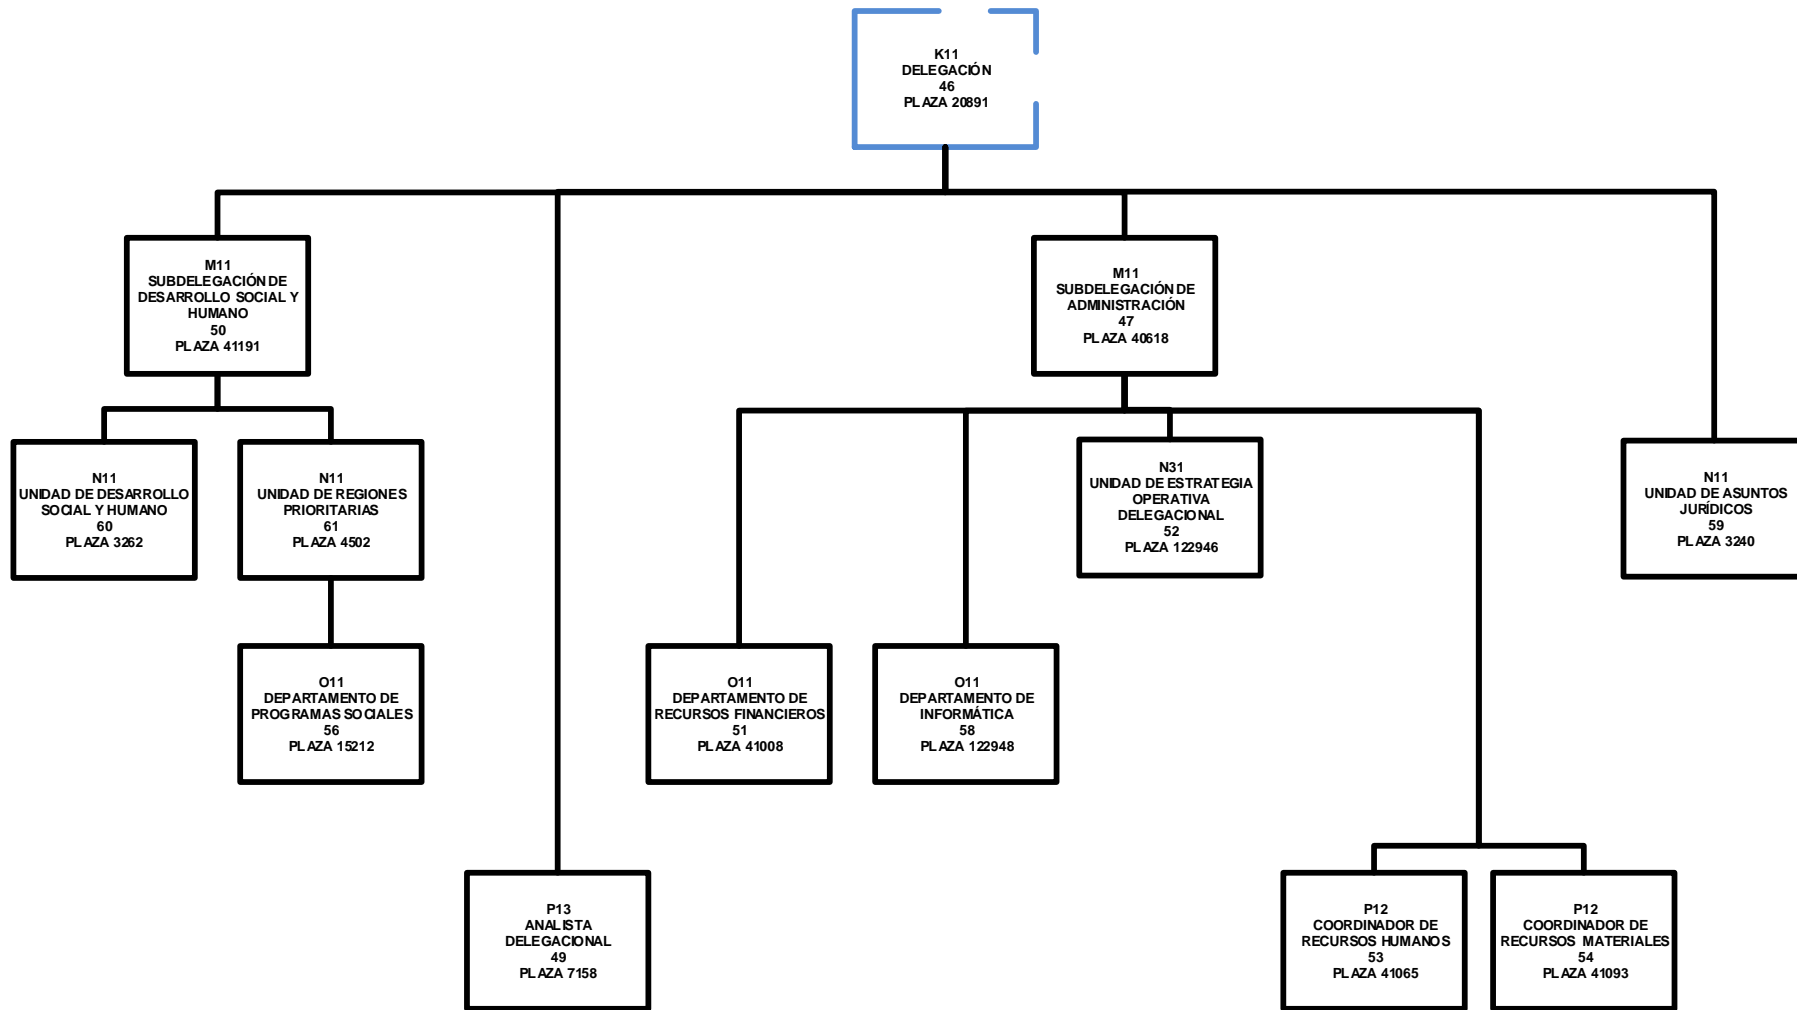 K11
DELEGACIÓN
46
PLAZA 20891
M11
SUBDELEGACIÓN DE
DESARROLLO SOCIAL Y
HUMANO
50
PLAZA 41191
M11
SUBDELEGACIÓN DE
ADMINISTRACIÓN
47
PLAZA 40618
N11
UNIDAD DE DESARROLLO
SOCIAL Y HUMANO
60
PLAZA 3262
N11
UNIDAD DE REGIONES
PRIORITARIAS
61
PLAZA 4502
N31
UNIDAD DE ESTRATEGIA
OPERATIVA
DELEGACIONAL
52
PLAZA 122946
N11
UNIDAD DE ASUNTOS
JURÍDICOS
59
PLAZA 3240
O11
DEPARTAMENTO DE
PROGRAMAS SOCIALES
56
PLAZA 15212
O11
DEPARTAMENTO DE
RECURSOS FINANCIEROS
51
PLAZA 41008
O11
DEPARTAMENTO DE
INFORMÁTICA
58
PLAZA 122948
P13
ANALISTA
DELEGACIONAL
49
PLAZA 7158
P12
COORDINADOR DE
RECURSOS HUMANOS
53
PLAZA 41065
P12
COORDINADOR DE
RECURSOS MATERIALES
54
PLAZA 41093